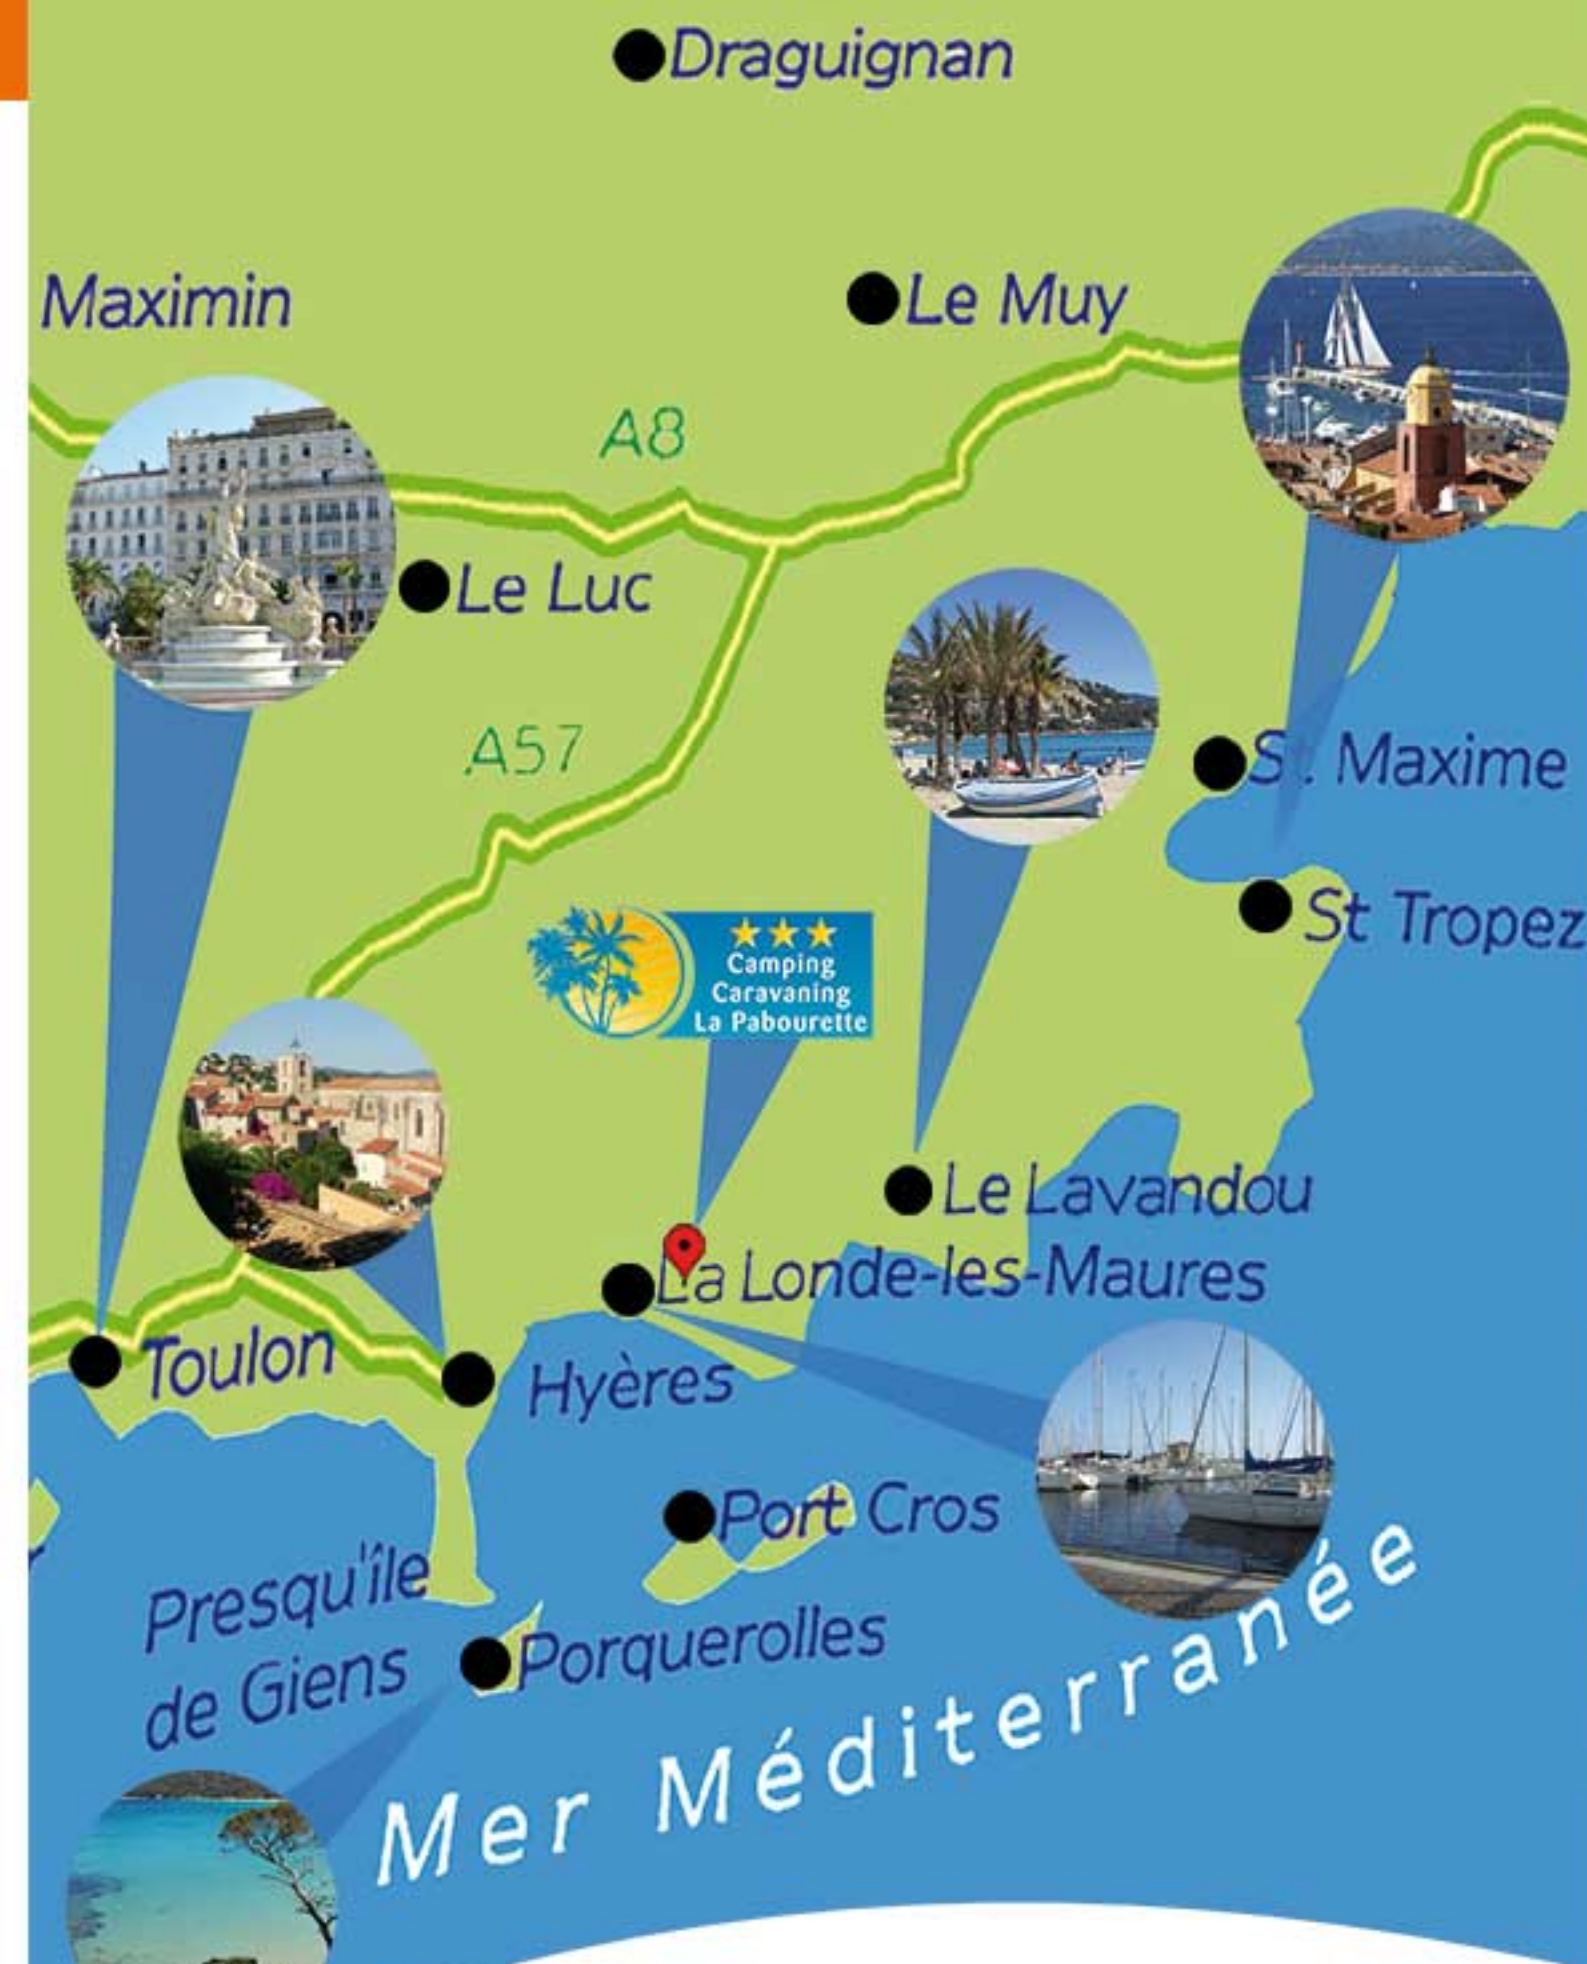 Draguignan
Maximin
Le Muy
A8
Le Luc
A57
St Maxime
St Tropez
Camping
Caravaning
La Pabourette
Le Lavandou
La Londe-les-Maures
Toulon
Hyères
Port Cros
Presqu'île
de Giens
Porquerolles
Mer Méditerranée